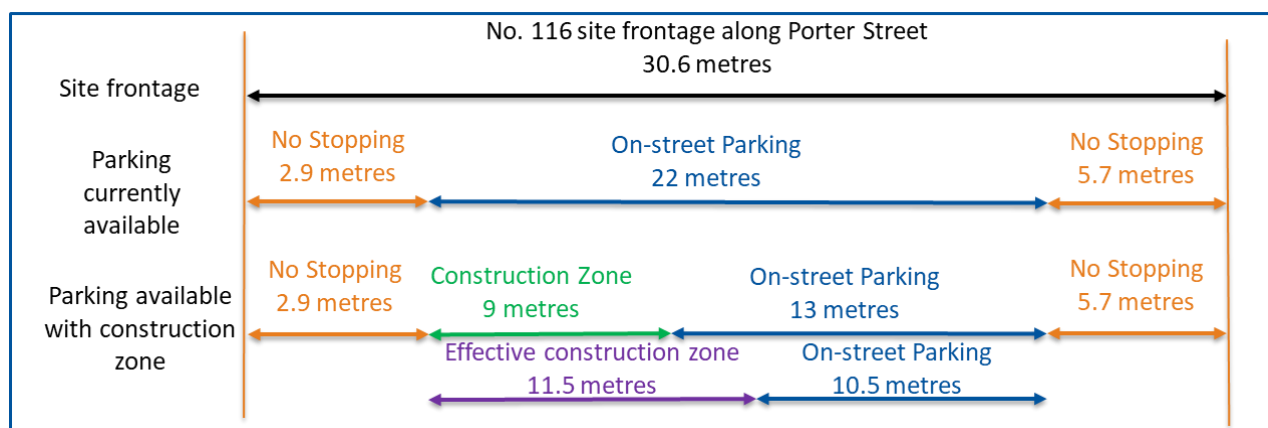 No. 116 site frontage along Porter Street
30.6 metres
Site frontage
No Stopping
2.9 metres
On-street Parking
22 metres
No Stopping
5.7 metres
Parking
currently
available
No Stopping
2.9 metres
Construction Zone
9 metres
On-street Parking
13 metres
No Stopping
5.7 metres
Parking available
with construction
zone
Effective construction zone
11.5 metres
On-street Parking
10.5 metres